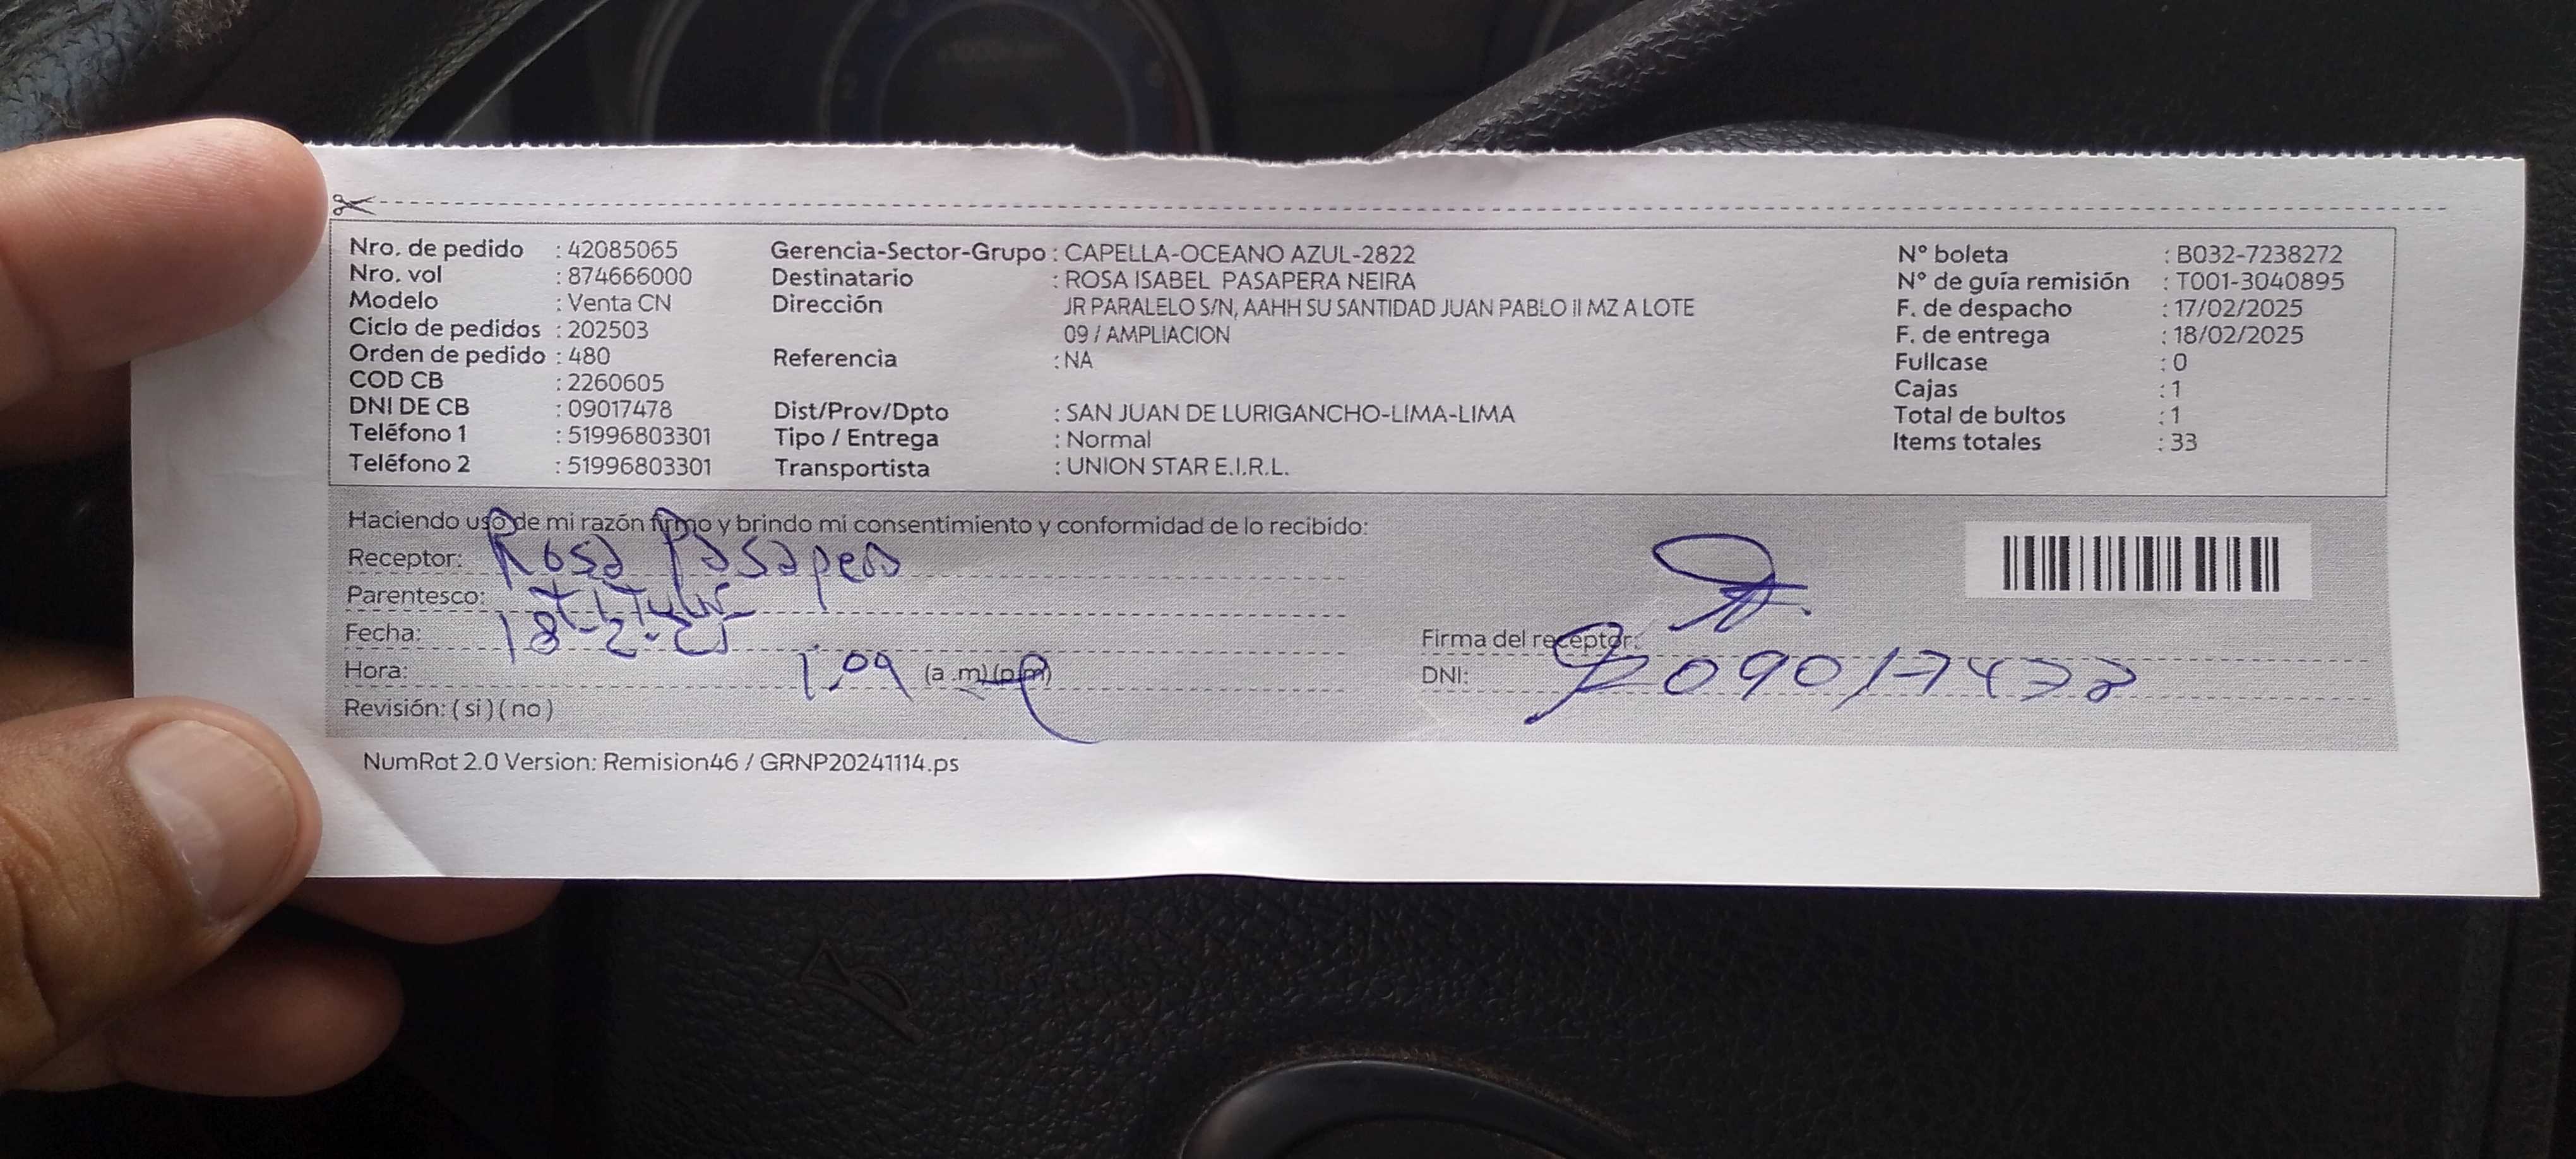 Nro. de pedido : 42085065 Gerencia-Sector-Grupo : CAPELLA-OCEANO AZUL-2822 N° boleta : B032-7238272
Nro. vol : 874666000 Destinatario : ROSA ISABEL PASAPERA NEIRA N° de guía remisión : T001-3040895
Modelo : Venta CN Dirección JR PARALELO S/N, AAHH SU SANTIDAD JUAN PABLO II MZ A LOTE F. de despacho : 17/02/2025
Ciclo de pedidos : 202503 09 / AMPLIACION F. de entrega : 18/02/2025
Orden de pedido : 480 Referencia : NA Fullcase : 0
COD CB : 2260605 Cajas : 1
DNI DE CB : 09017478 Dist/Prov/Dpto : SAN JUAN DE LURIGANCHO-LIMA-LIMA Total de bultos : 1
Teléfono 1 : 51996803301 Tipo / Entrega : Normal Items totales : 33
Teléfono 2 : 51996803301 Transportista : UNION STAR E.I.R.L.
Haciendo uso de mi razón firmo y brindo mi consentimiento y conformidad de lo recibido:
Receptor: Rosa Pasapera
Parentesco: Titular
Fecha: 18-2-25 Firma del receptor:
Hora: 1.09 (a .m)(p.m) DNI:
Revisión: ( si ) ( no )
NumRot 2.0 Version: Remision46 / GRNP20241114.ps